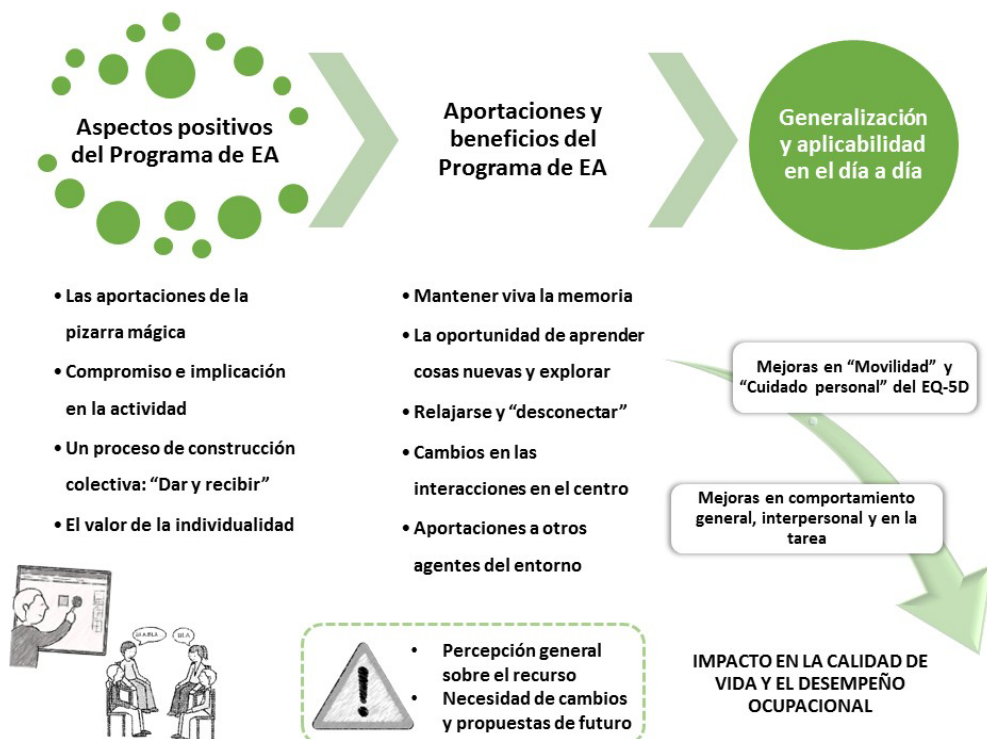 Aspectos positivos
del Programa de EA
Aportaciones y
beneficios del
Programa de EA
Generalización
y aplicabilidad
en el día a día
• Las aportaciones de la
pizarra mágica
• Compromiso e implicación
en la actividad
• Un proceso de construcción
colectiva: “Dar y recibir”
• El valor de la individualidad
• Mantener viva la memoria
• La oportunidad de aprender
cosas nuevas y explorar
• Relajarse y “desconectar”
• Cambios en las
interacciones en el centro
• Aportaciones a otros
agentes del entorno
Mejoras en “Movilidad” y
“Cuidado personal” del EQ-5D
Mejoras en comportamiento
general, interpersonal y en la
tarea
IMPACTO EN LA CALIDAD DE
VIDA Y EL DESEMPEÑO
OCUPACIONAL
• Percepción general
sobre el recurso
• Necesidad de cambios
y propuestas de futuro